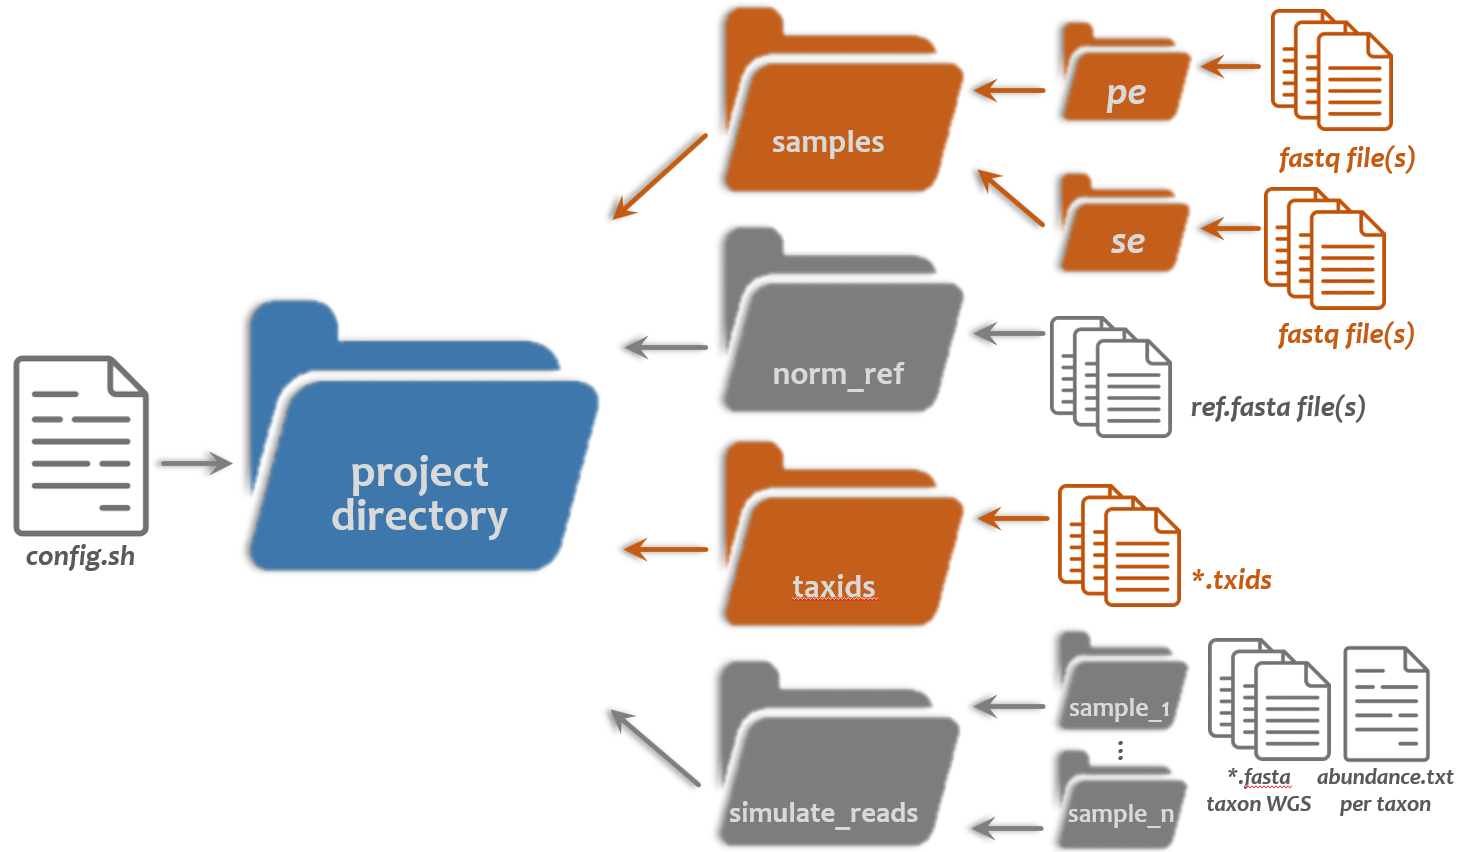 pe
fastq file(s)
samples
se
fastq file(s)
norm_ref
ref.fasta file(s)
project
directory
config.sh
taxids
*.txids
sample_1
simulate_reads
sample_n
*.fasta
taxon WGS
abundance.txt
per taxon